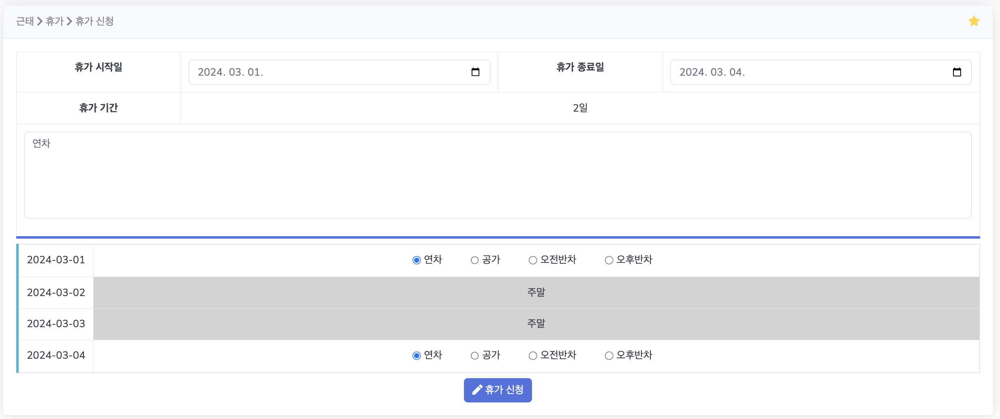 근태 > 휴가 > 휴가 신청
휴가 시작일 2024. 03. 01. 휴가 종료일 2024. 03. 04.
휴가 기간 2일
연차
2024-03-01 연차 공가 오전반차 오후반차
2024-03-02 주말
2024-03-03 주말
2024-03-04 연차 공가 오전반차 오후반차
휴가 신청